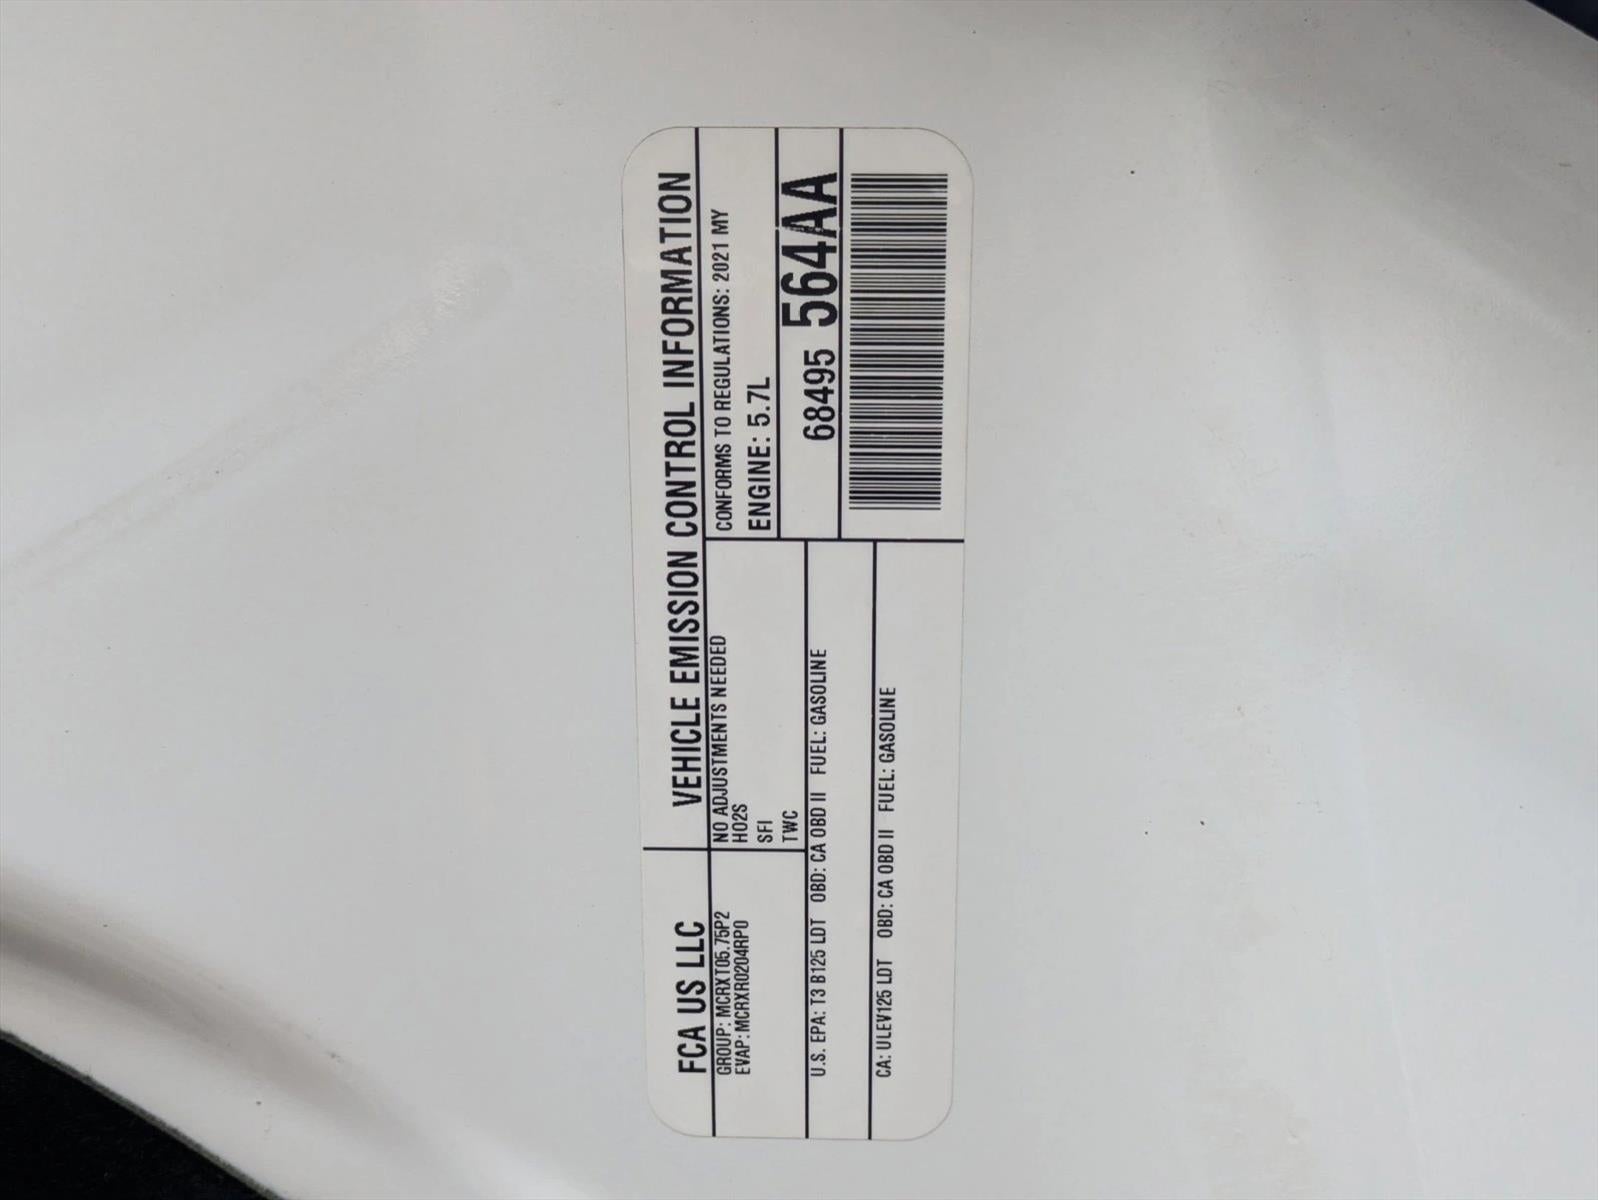 FCA US LLC
VEHICLE EMISSION CONTROL INFORMATION
GROUP: MCRXT05.75P2
EVAP: MCRXR0204RP0
NO ADJUSTMENTS NEEDED
HO2S
SFI
TWC
CONFORMS TO REGULATIONS: 2021 MY
ENGINE: 5.7L
68495 564AA
U.S. EPA: T3 B125 LDT OBD: CA OBD II FUEL: GASOLINE
CA: ULEV125 LDT OBD: CA OBD II FUEL: GASOLINE